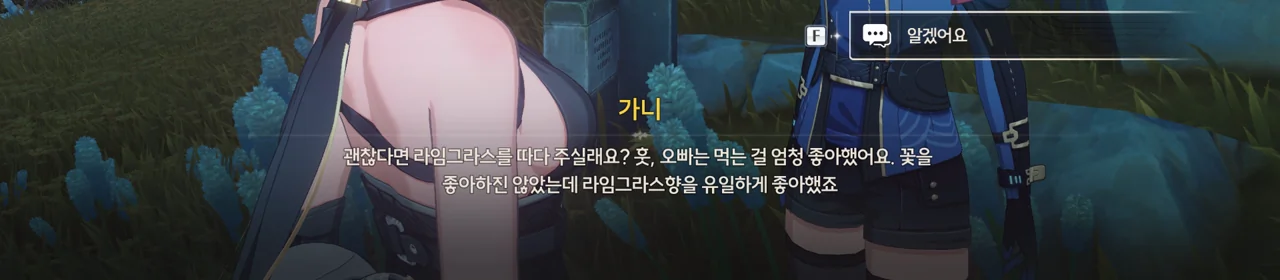 F
알겠어요
가니
괜찮다면 라임그라스를 따다 주실래요? 훗, 오빠는 먹는 걸 엄청 좋아했어요. 꽃을
좋아하진 않았는데 라임그라스향을 유일하게 좋아했죠